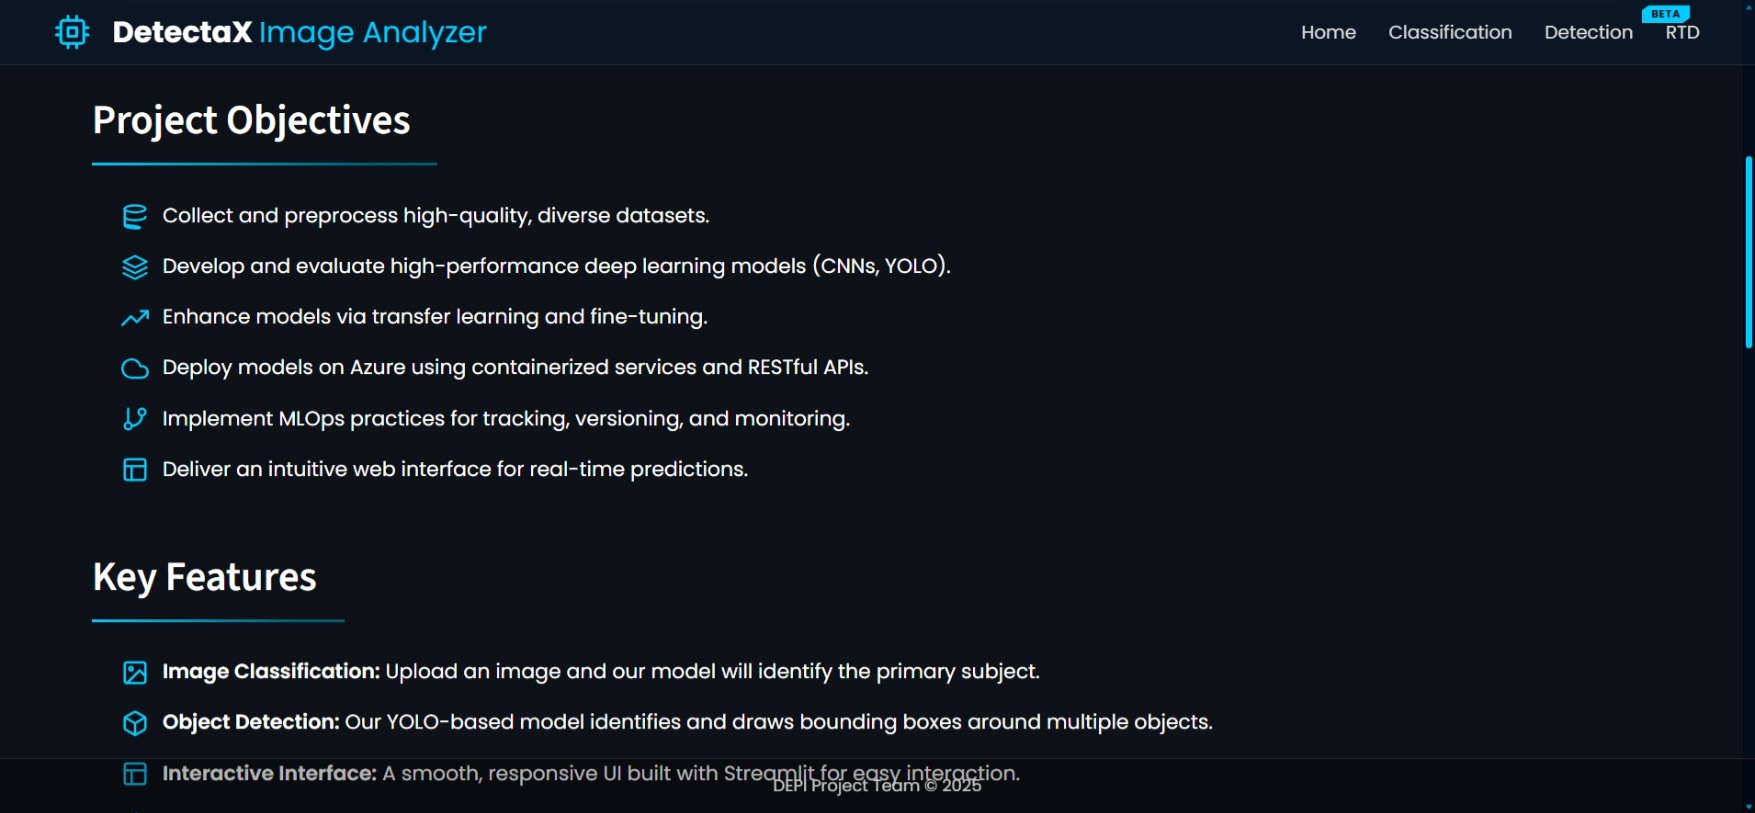 DetectaX Image Analyzer
Home Classification Detection BETA RTD
Project Objectives
Collect and preprocess high-quality, diverse datasets.
Develop and evaluate high-performance deep learning models (CNNs, YOLO).
Enhance models via transfer learning and fine-tuning.
Deploy models on Azure using containerized services and RESTful APIs.
Implement MLOps practices for tracking, versioning, and monitoring.
Deliver an intuitive web interface for real-time predictions.
Key Features
Image Classification: Upload an image and our model will identify the primary subject.
Object Detection: Our YOLO-based model identifies and draws bounding boxes around multiple objects.
Interactive Interface: A smooth, responsive UI built with Streamlit for easy interaction.
DEPI Project Team © 2025